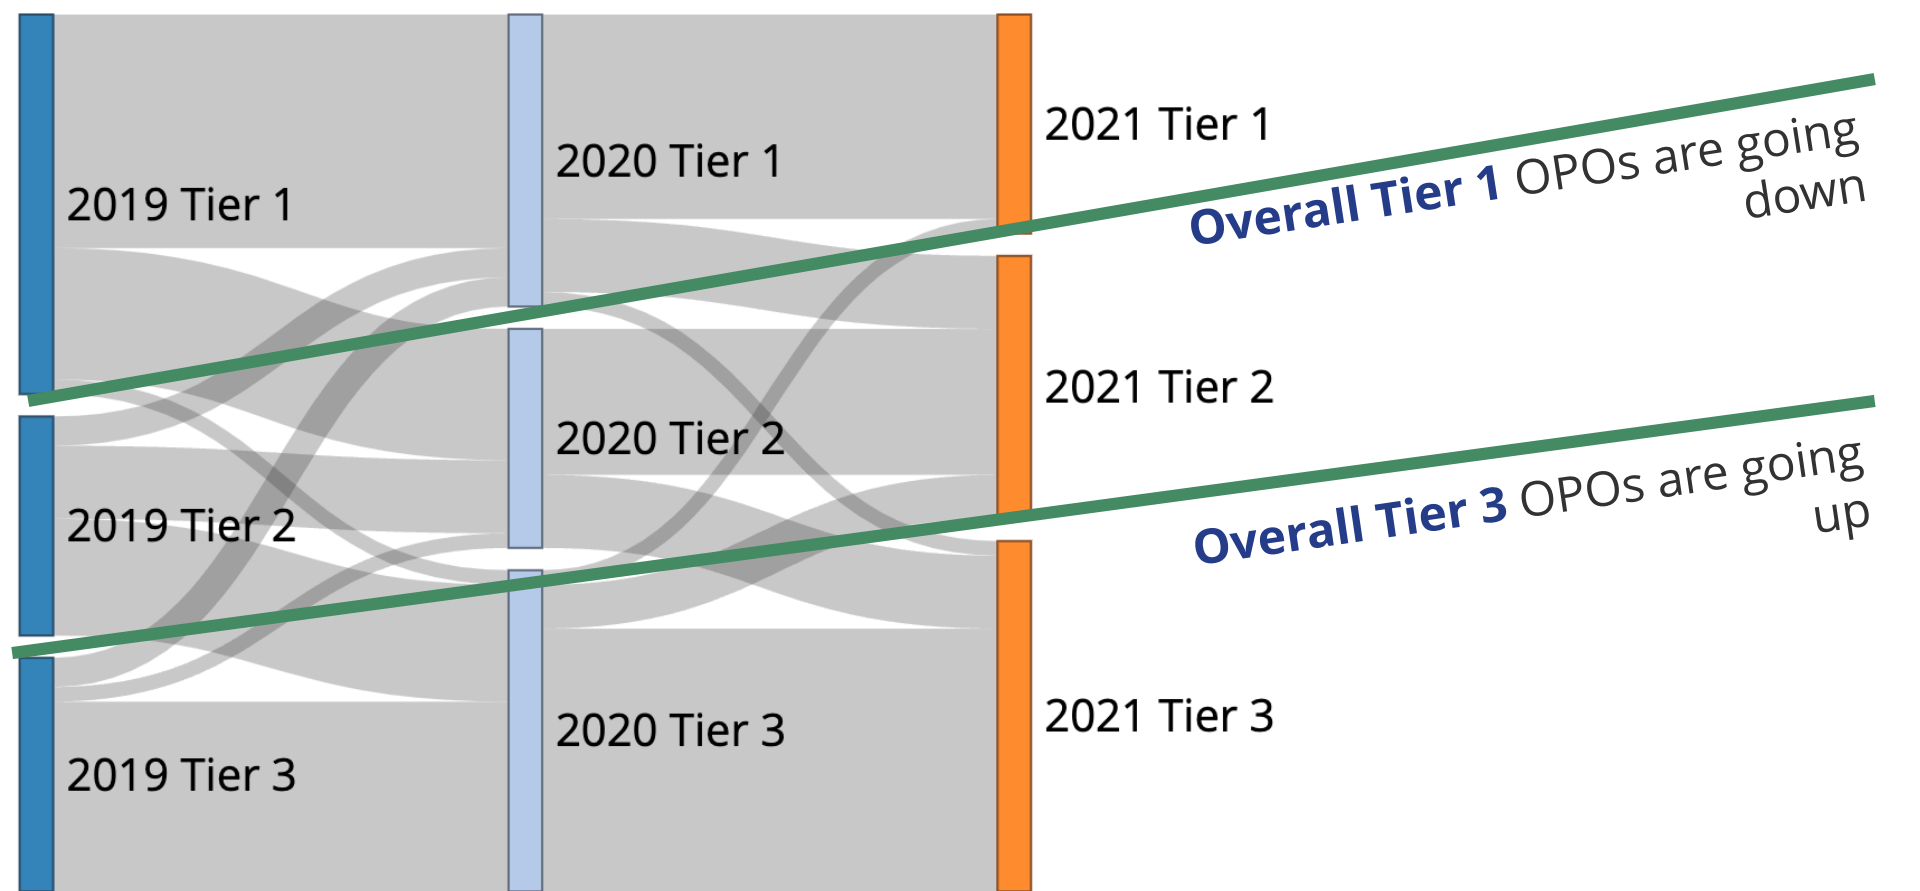 2019 Tier 1
2019 Tier 2
2019 Tier 3
2020 Tier 1
2020 Tier 2
2020 Tier 3
2021 Tier 1
2021 Tier 2
2021 Tier 3
Overall Tier 1 OPOs are going
down
Overall Tier 3 OPOs are going
up